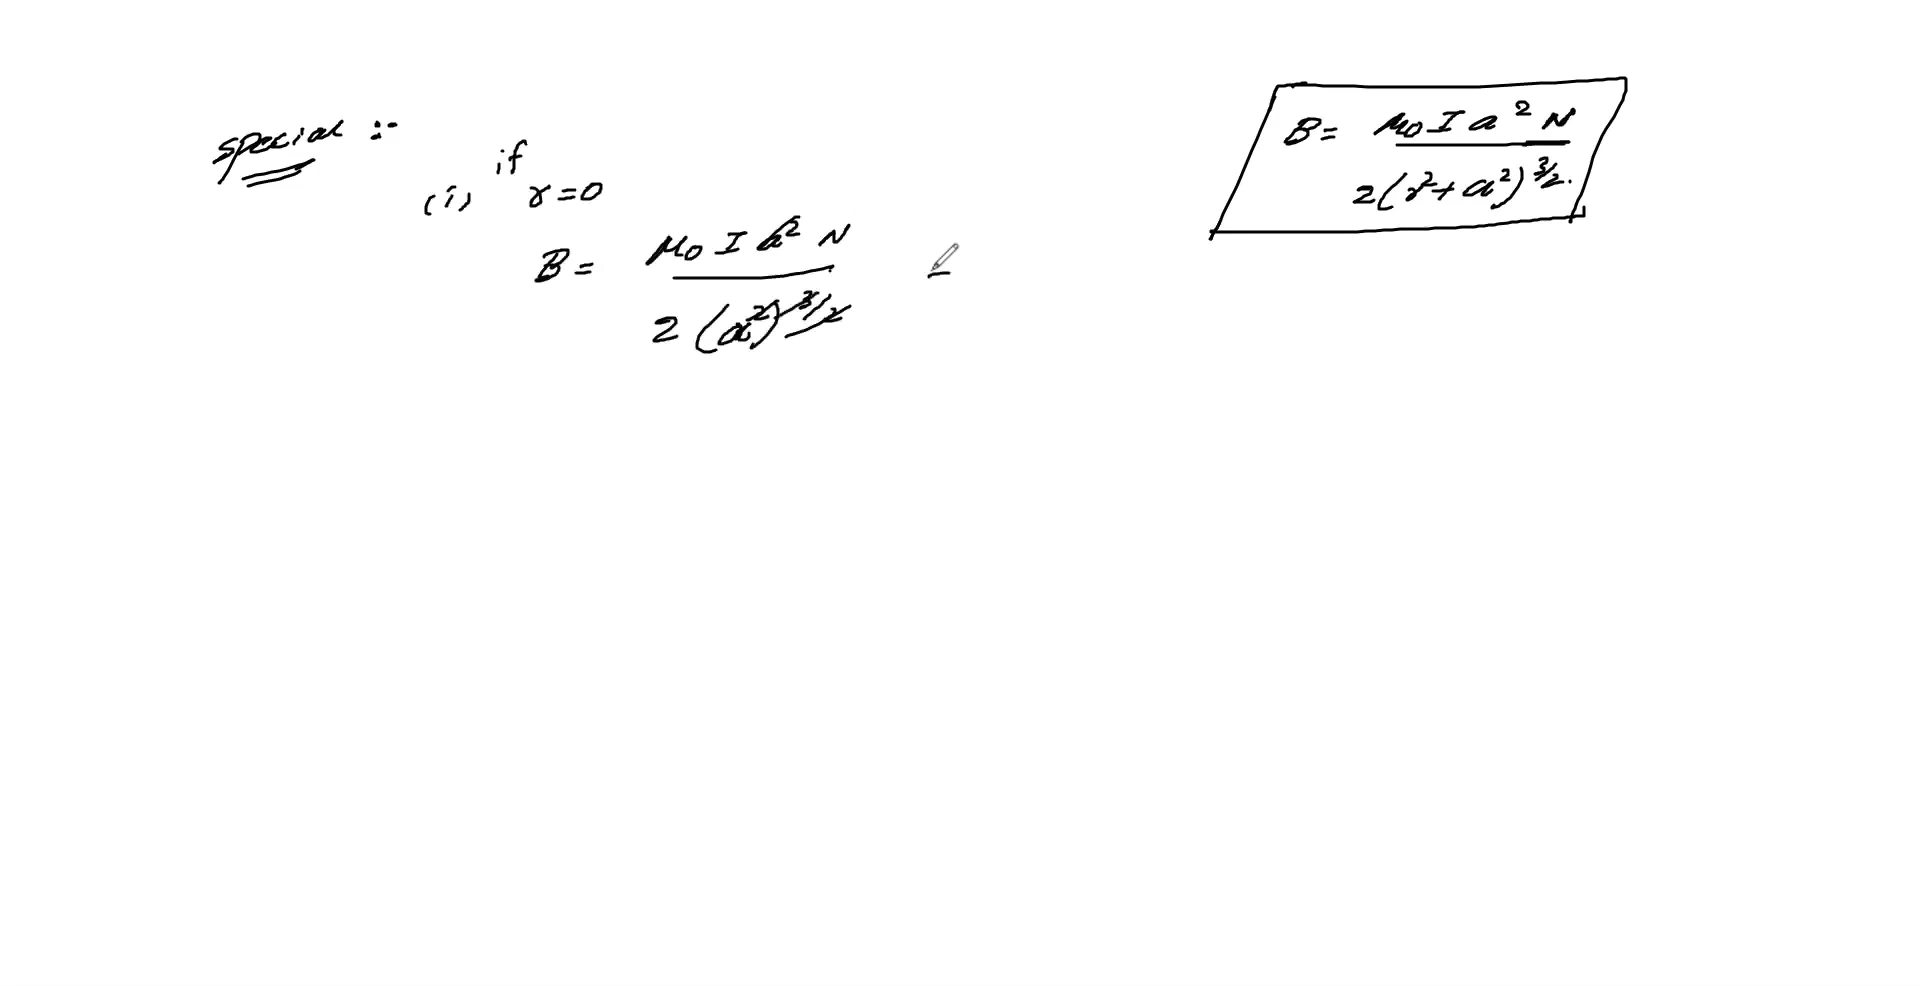 special :-
(i) if r=0
B = μ₀ I a² N / 2 (a²)^3/2 =
B = μ₀ I a² N / 2(r²+a²)^3/2.